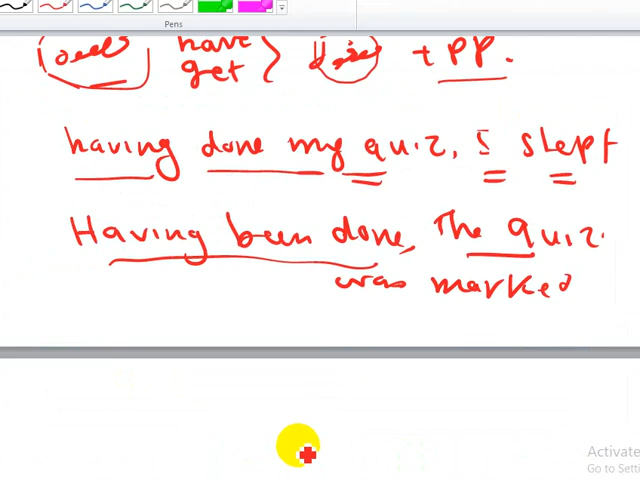 Pens
have
get + PP.
having done my quiz, I slept
Having been done, The quiz
was marked
Activate
Go to Setti